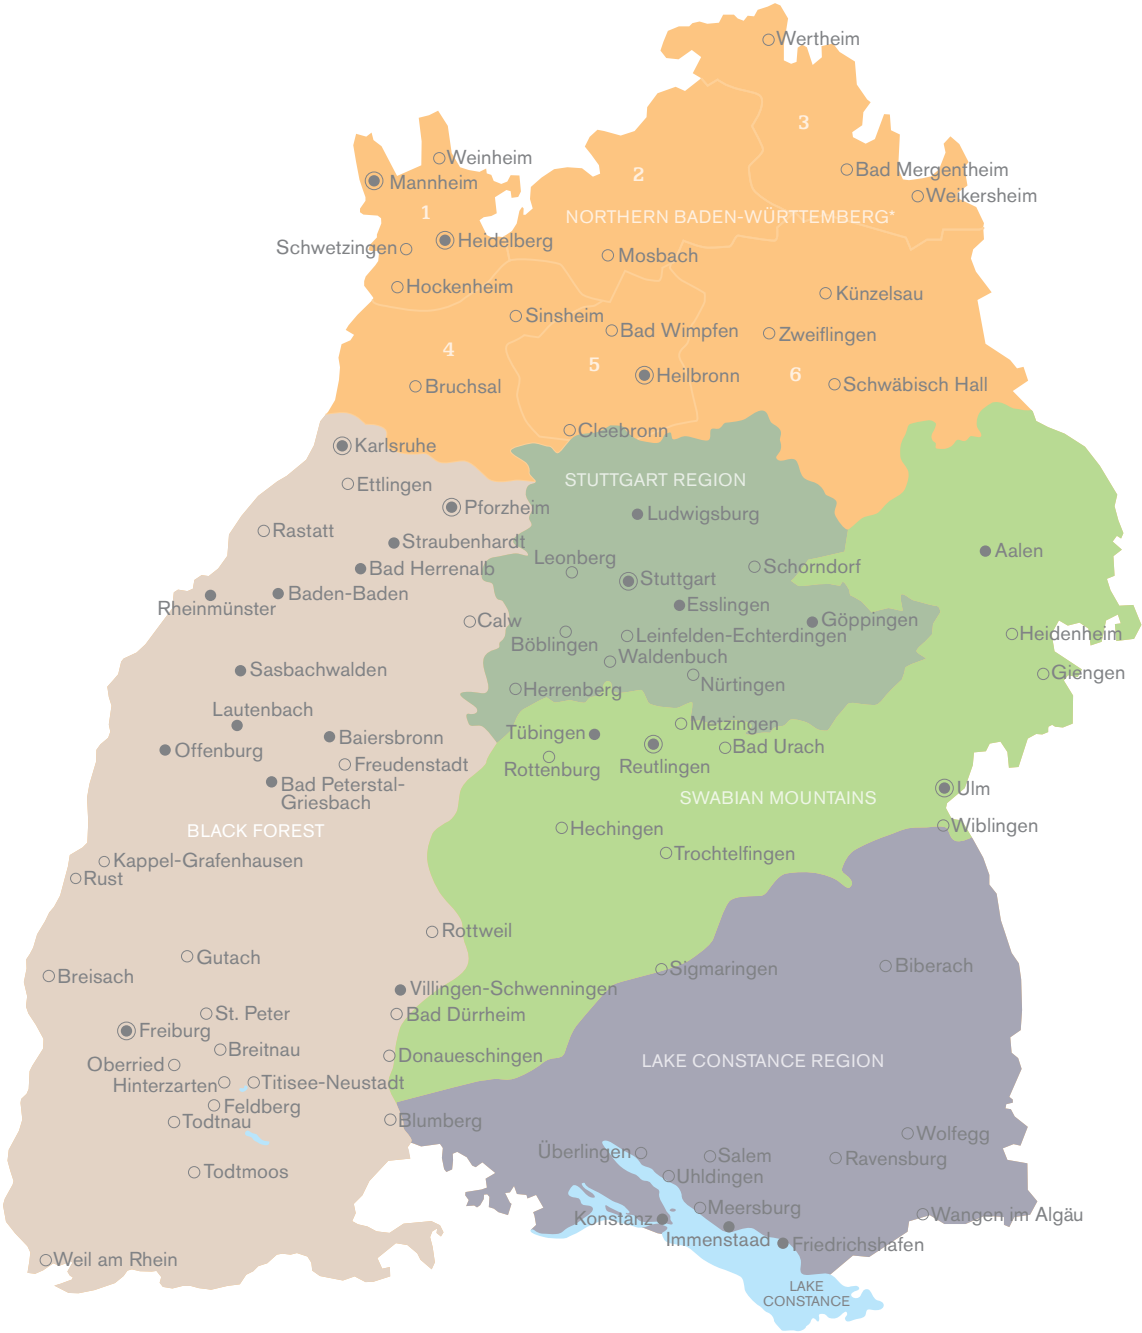 Wertheim
3
Weinheim
Bad Mergentheim
2
Mannheim
Weikersheim
1
NORTHERN BADEN-WÜRTTEMBERG*
Heidelberg
Schwetzingen
Mosbach
Hockenheim
Künzelsau
Sinsheim
Bad Wimpfen
Zweiflingen
4
5
Heilbronn
6
Bruchsal
Schwäbisch Hall
Cleebronn
Karlsruhe
STUTTGART REGION
Ettlingen
Pforzheim
Ludwigsburg
Rastatt
Straubenhardt
Aalen
Leonberg
Bad Herrenalb
Schorndorf
Stuttgart
Baden-Baden
Rheinmünster
Esslingen
Calw
Göppingen
Böblingen
Leinfelden-Echterdingen
Heidenheim
Waldenbuch
Sasbachwalden
Giengen
Nürtingen
Herrenberg
Lautenbach
Metzingen
Tübingen
Baiersbronn
Offenburg
Bad Urach
Freudenstadt
Rottenburg
Reutlingen
Bad Peterstal-
Griesbach
Ulm
SWABIAN MOUNTAINS
BLACK FOREST
Hechingen
Wiblingen
Trochtelfingen
Kappel-Grafenhausen
Rust
Rottweil
Gutach
Sigmaringen
Biberach
Breisach
Villingen-Schwenningen
St. Peter
Bad Dürrheim
Freiburg
Breitnau
Donaueschingen
Oberried
LAKE CONSTANCE REGION
Hinterzarten
Titisee-Neustadt
Feldberg
Todtnau
Blumberg
Wolfegg
Überlingen
Salem
Ravensburg
Todtmoos
Uhldingen
Meersburg
Wangen im Algäu
Konstanz
Immenstaad
Friedrichshafen
Weil am Rhein
LAKE
CONSTANCE